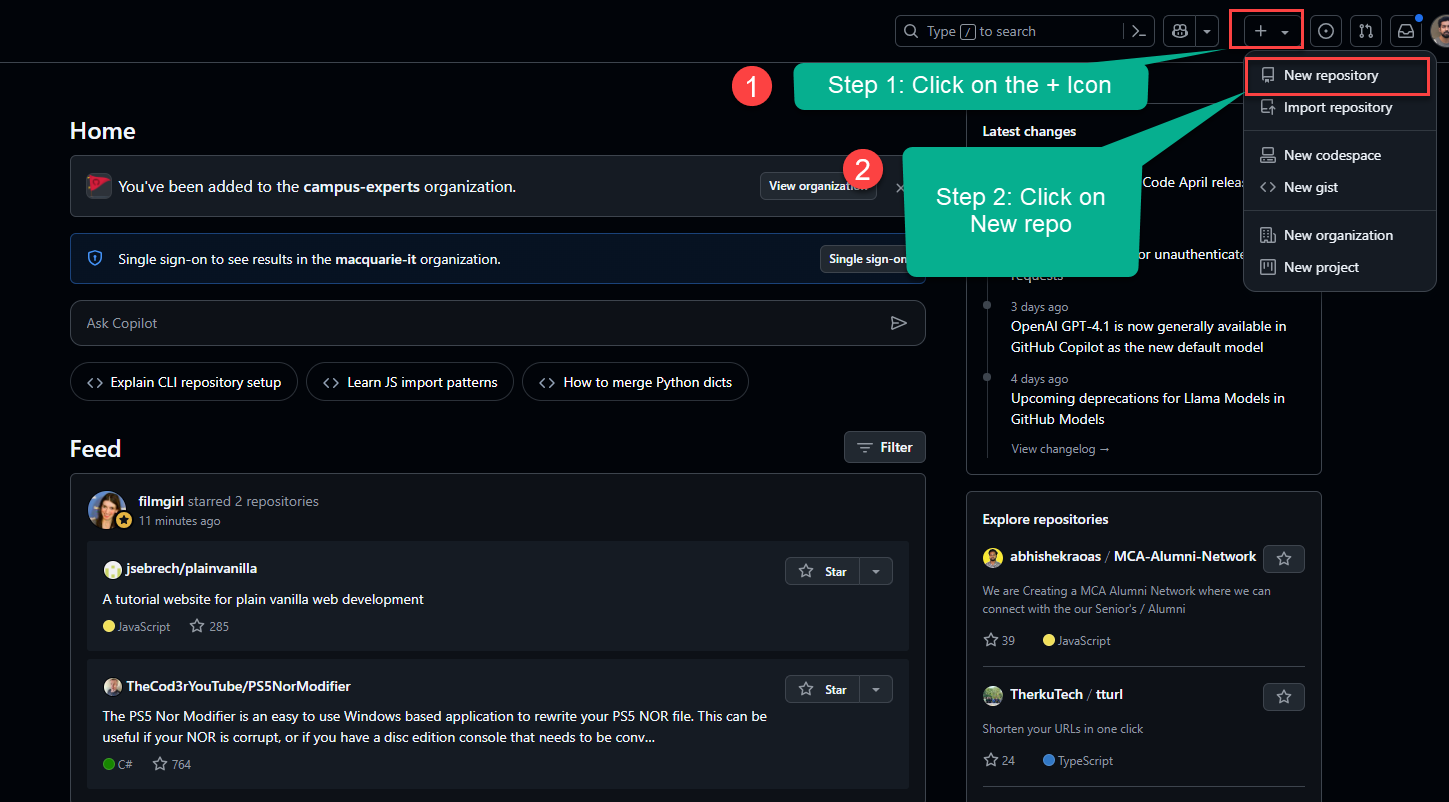 Type / to search
1
Step 1: Click on the + Icon
New repository
Import repository
New codespace
New gist
New organization
New project
Home
You've been added to the campus-experts organization.
View organizatio
2
Step 2: Click on
New repo
Single sign-on to see results in the macquarie-it organization.
Single sign-on
Ask Copilot
Explain CLI repository setup
Learn JS import patterns
How to merge Python dicts
Feed
Filter
filmgirl starred 2 repositories
11 minutes ago
jsebrech/plainvanilla
Star
A tutorial website for plain vanilla web development
JavaScript
285
TheCod3rYouTube/PS5NorModifier
Star
The PS5 Nor Modifier is an easy to use Windows based application to rewrite your PS5 NOR file. This can be
useful if your NOR is corrupt, or if you have a disc edition console that needs to be conv...
C#
764
Latest changes
Code April releas
or unauthenticate
requests
3 days ago
OpenAI GPT-4.1 is now generally available in
GitHub Copilot as the new default model
4 days ago
Upcoming deprecations for Llama Models in
GitHub Models
View changelog →
Explore repositories
abhishekraoas / MCA-Alumni-Network
We are Creating a MCA Alumni Network where we can
connect with the our Senior's / Alumni
39
JavaScript
TherkuTech / tturl
Shorten your URLs in one click
24
TypeScript